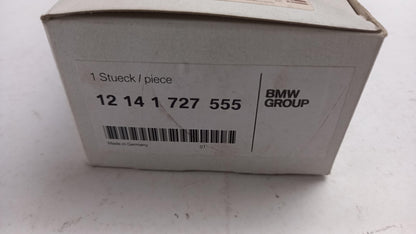 1 Stueck / piece
12 14 1 727 555
BMW
GROUP
Made in Germany